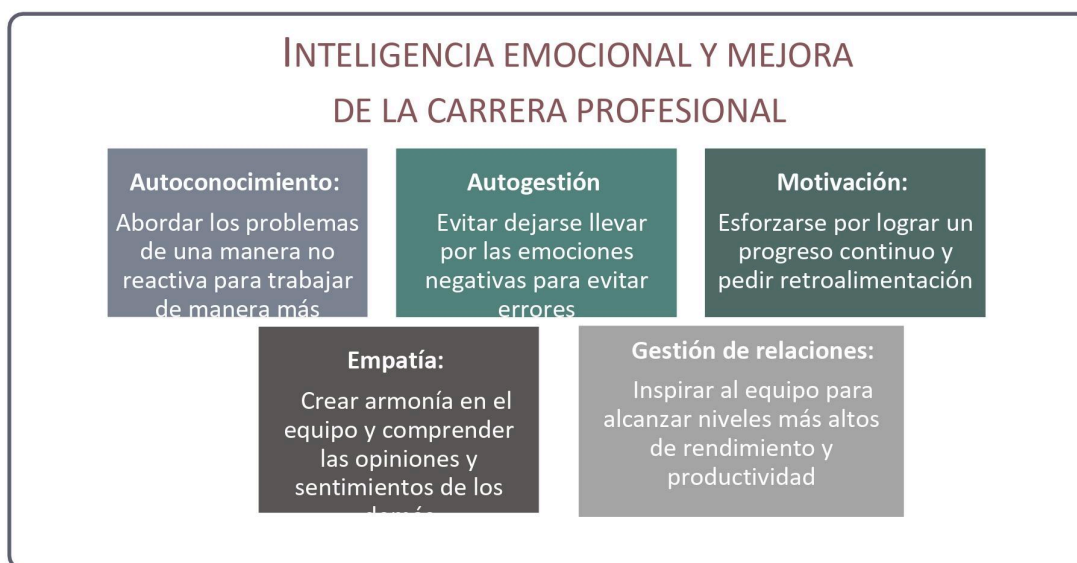 INTELIGENCIA EMOCIONAL Y MEJORA
DE LA CARRERA PROFESIONAL
Autoconocimiento:
Abordar los problemas
de una manera no
reactiva para trabajar
de manera más
Autogestión
Evitar dejarse llevar
por las emociones
negativas para evitar
errores
Motivación:
Esforzarse por lograr un
progreso continuo y
pedir retroalimentación
Empatía:
Crear armonía en el
equipo y comprender
las opiniones y
sentimientos de los
demás
Gestión de relaciones:
Inspirar al equipo para
alcanzar niveles más altos
de rendimiento y
productividad